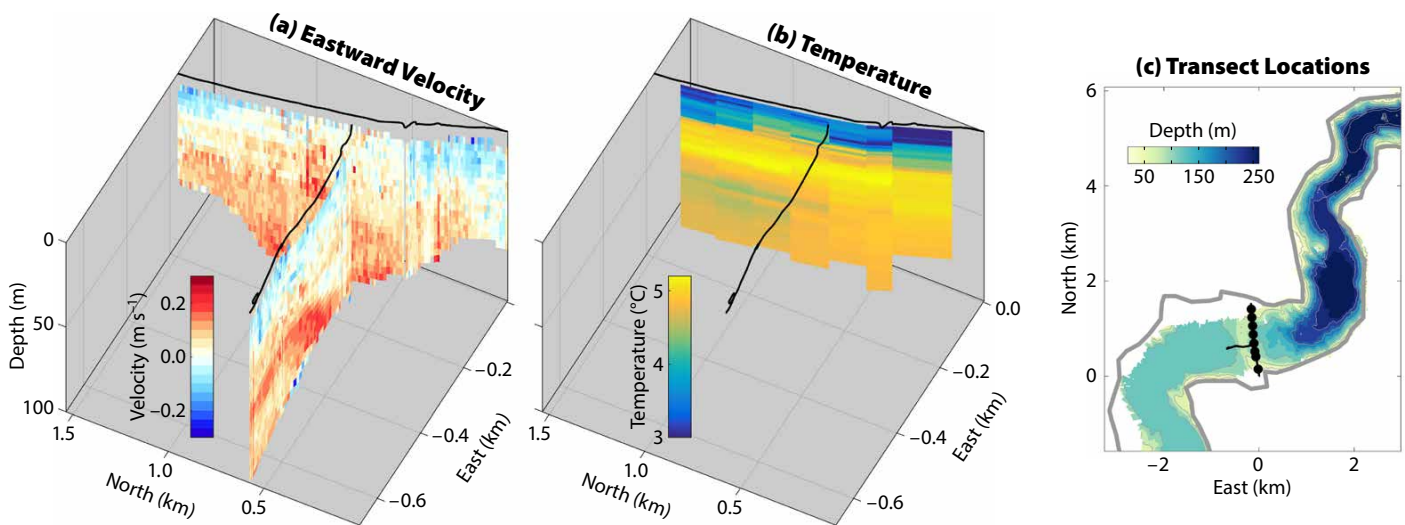 (a) Eastward Velocity
0
50
100
Depth (m)
1.5
1.0
0.5
North (km)
−0.2
−0.4
−0.6
East (km)
0.2
0.0
−0.2
Velocity (m s⁻¹)
(b) Temperature
5
4
3
Temperature (°C)
1.5
1.0
0.5
North (km)
0.0
−0.2
−0.4
−0.6
East (km)
(c) Transect Locations
Depth (m)
50 150 250
6
4
2
0
North (km)
−2 0 2
East (km)